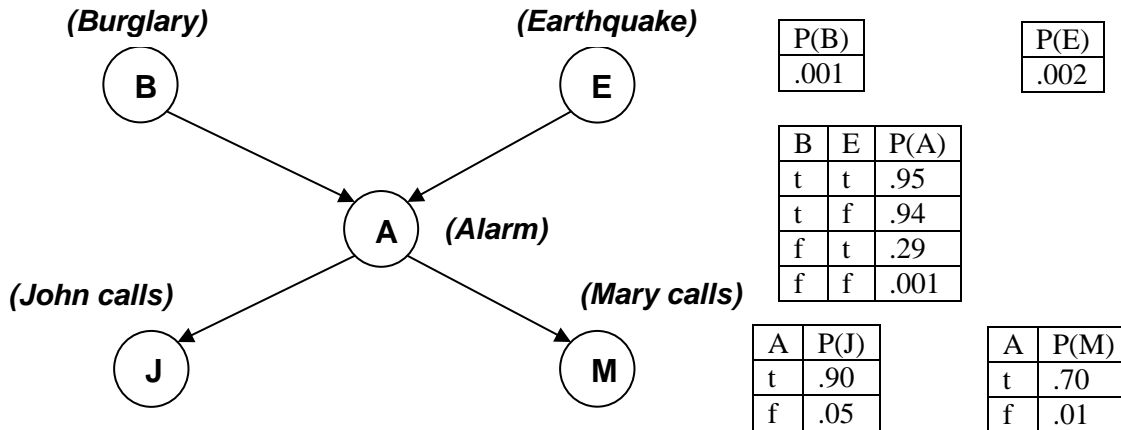 (Burglary)
(Earthquake)
B
E
A
(Alarm)
(John calls)
(Mary calls)
J
M
P(B)
.001
P(E)
.002
B E P(A)
t t .95
t f .94
f t .29
f f .001
A P(J)
t .90
f .05
A P(M)
t .70
f .01